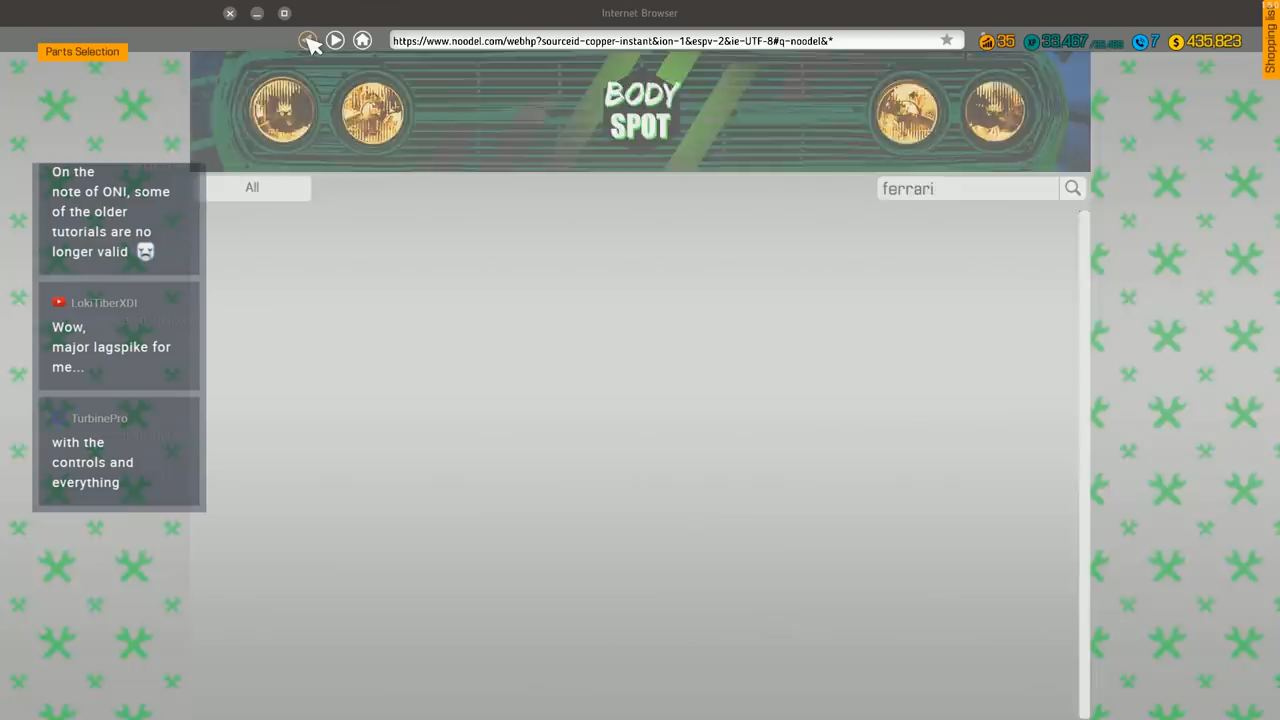 Internet Browser
https://www.noodel.com/webhp?sourceid-copper-instant&ion-1&espv-2&ie-UTF-8#q-noodel&*
35
33,467
7
435,823
Shopping list
Parts Selection
BODY
SPOT
All
ferrari
On the
note of ONI, some
of the older
tutorials are no
longer valid
LokiTiberXDI
Wow,
major lagspike for
me...
TurbinePro
with the
controls and
everything